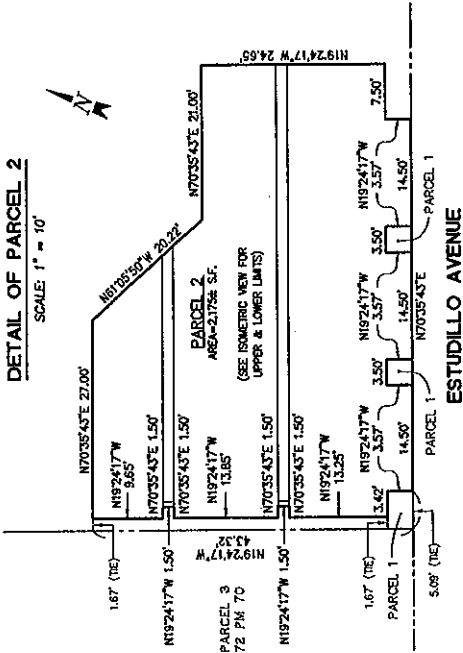 DETAIL OF PARCEL 2
SCALE: 1" = 10'
N
N70°35'43"E 27.00'
N61°05'50"W 20.22'
N70°35'43"E 21.00'
N19°24'17"W 24.65'
1.67' (TIE)
N19°24'17"W
9.65'
N70°35'43"E 1.50'
N19°24'17"W 1.50'
N70°35'43"E 1.50'
PARCEL 2
AREA=2,175± S.F.
(SEE ISOMETRIC VIEW FOR
UPPER & LOWER LIMITS)
N19°24'17"W
13.85'
N19°24'17"W
43.32'
PARCEL 3
72 PM 70
N70°35'43"E 1.50'
N19°24'17"W 1.50'
N70°35'43"E 1.50'
N19°24'17"W
13.25'
1.67' (TIE)
3.42'
N19°24'17"W
3.57'
3.50'
N19°24'17"W
3.57'
N19°24'17"W
3.57'
3.50'
N19°24'17"W
3.57'
7.50'
14.50'
14.50'
14.50'
N70°35'43"E
PARCEL 1
PARCEL 1
PARCEL 1
5.09' (TIE)
ESTUDILLO AVENUE